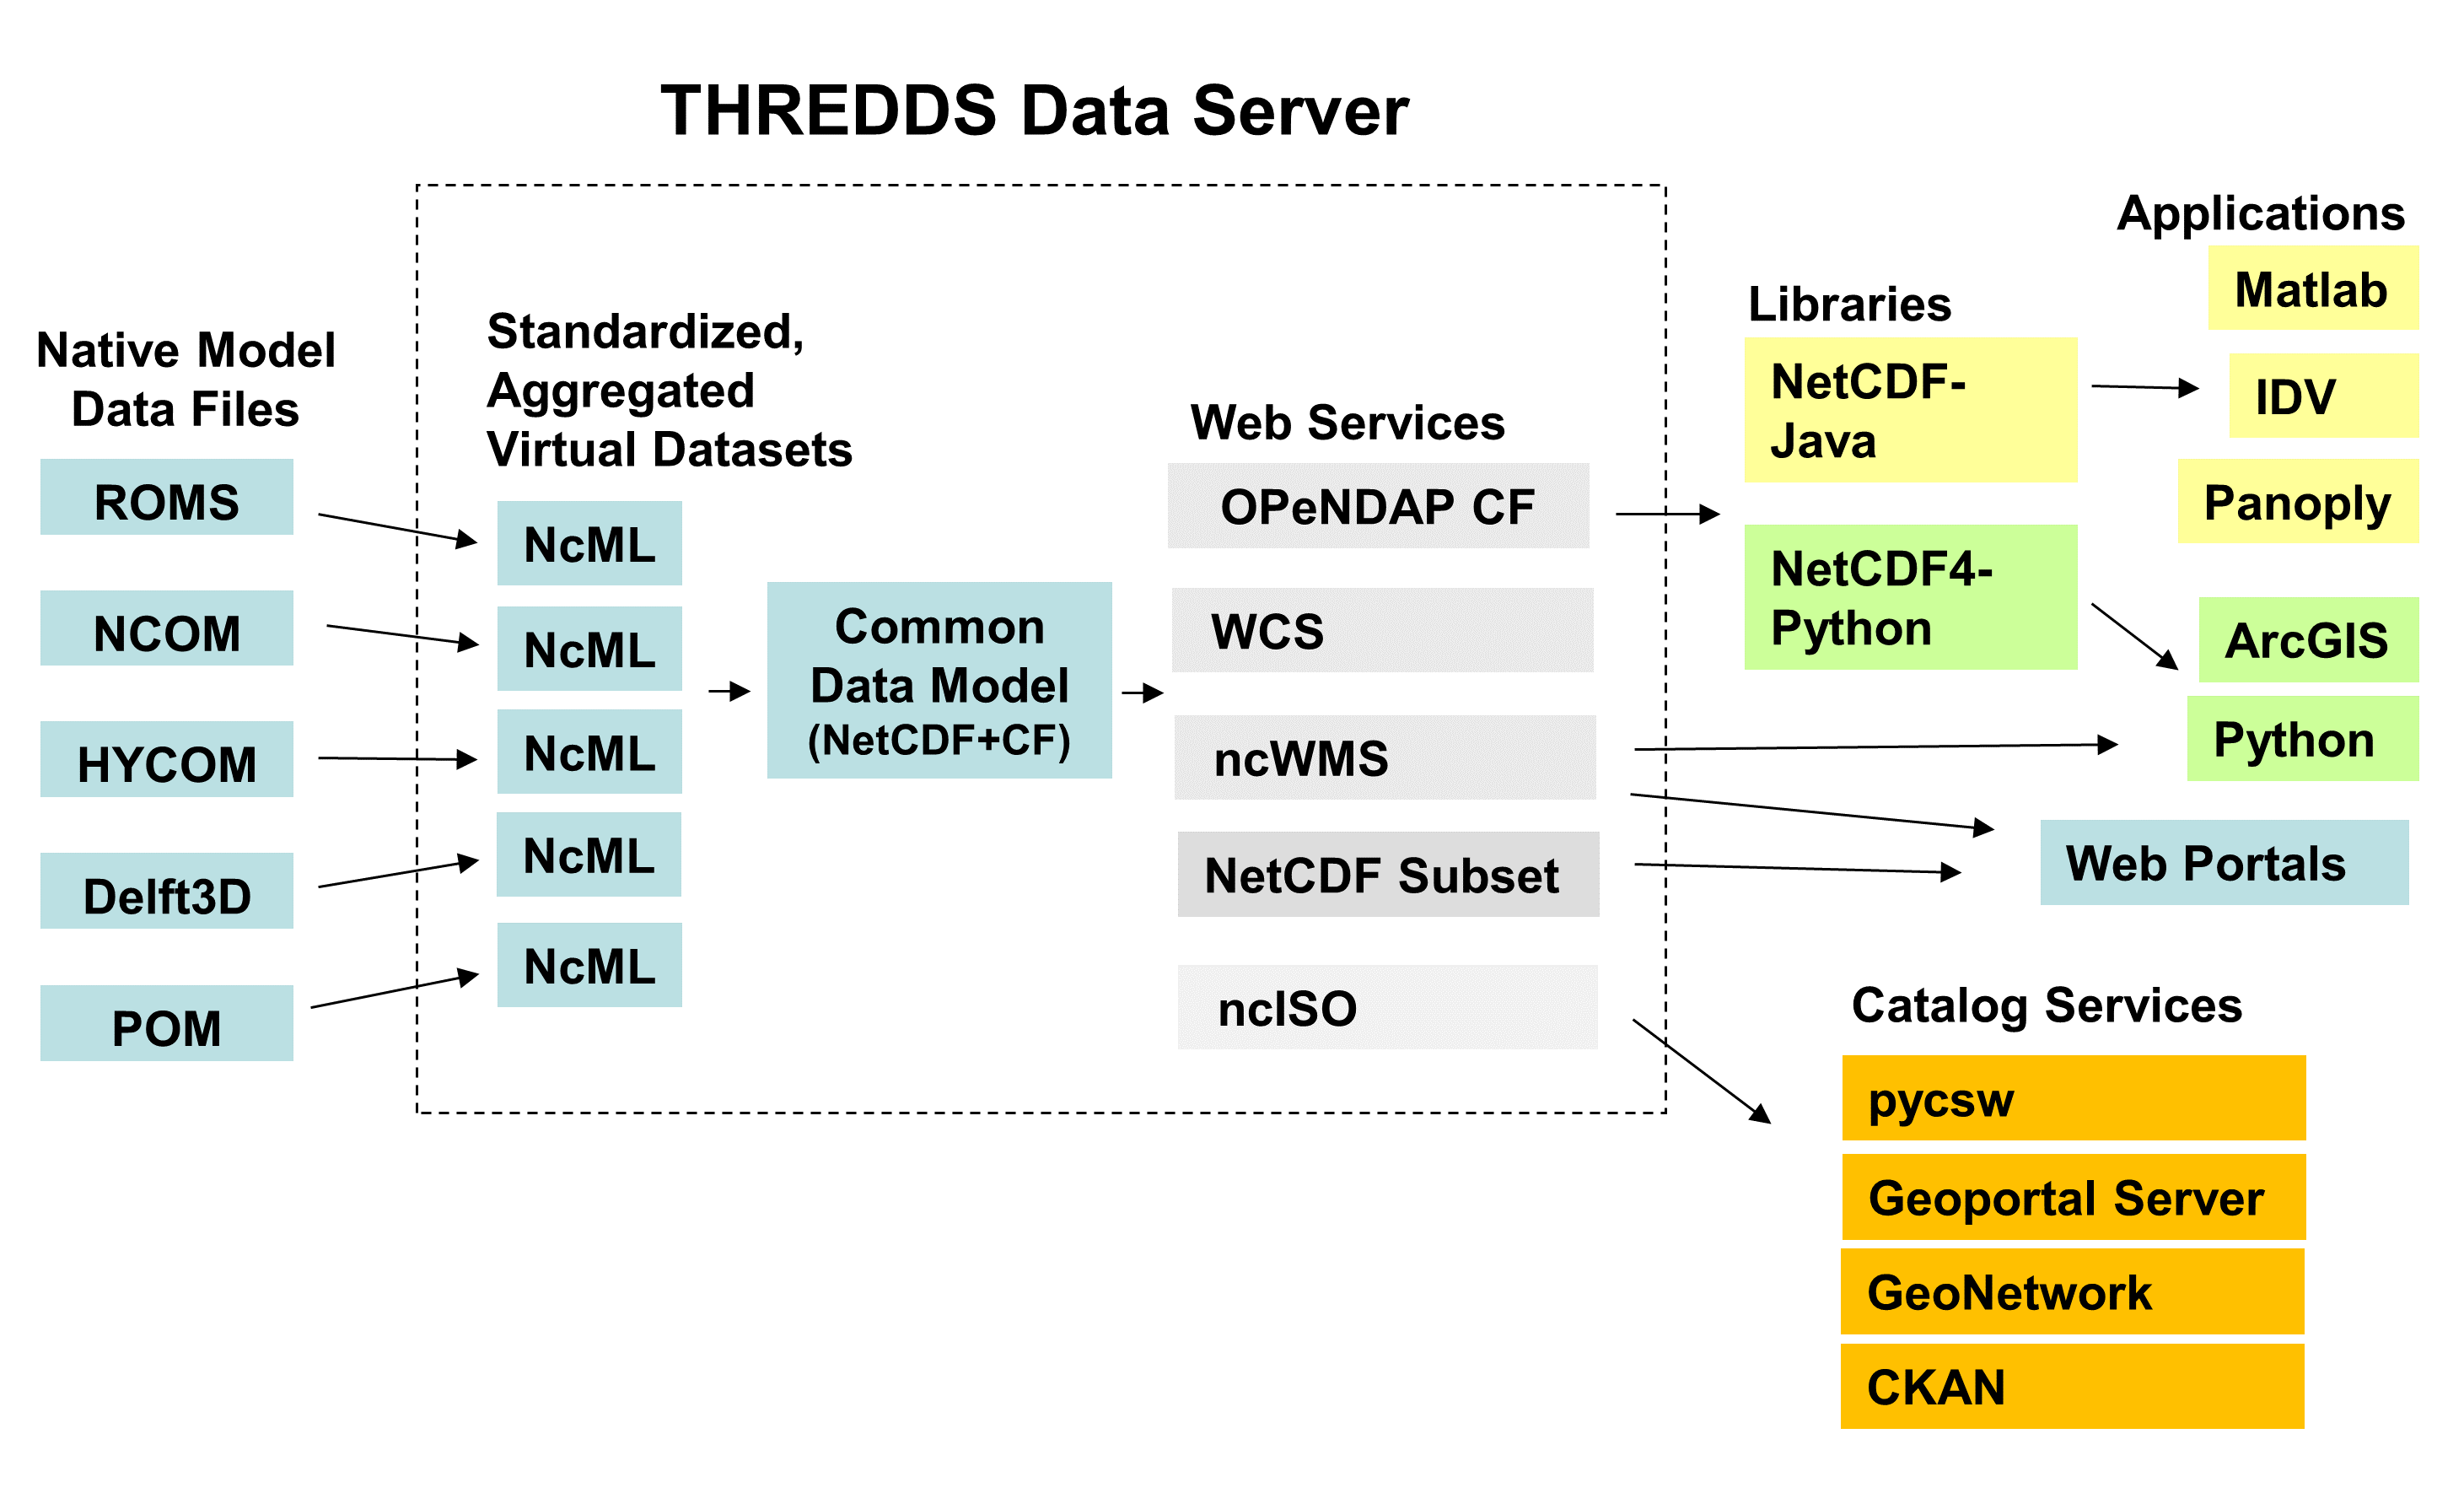 THREDDS Data Server
Native Model
Data Files
ROMS
NCOM
HYCOM
Delft3D
POM
Standardized,
Aggregated
Virtual Datasets
NcML
NcML
NcML
NcML
NcML
Common
Data Model
(NetCDF+CF)
Web Services
OPeNDAP CF
WCS
ncWMS
NetCDF Subset
ncISO
Libraries
NetCDF-
Java
NetCDF4-
Python
Applications
Matlab
IDV
Panoply
ArcGIS
Python
Web Portals
Catalog Services
pycsw
Geoportal Server
GeoNetwork
CKAN